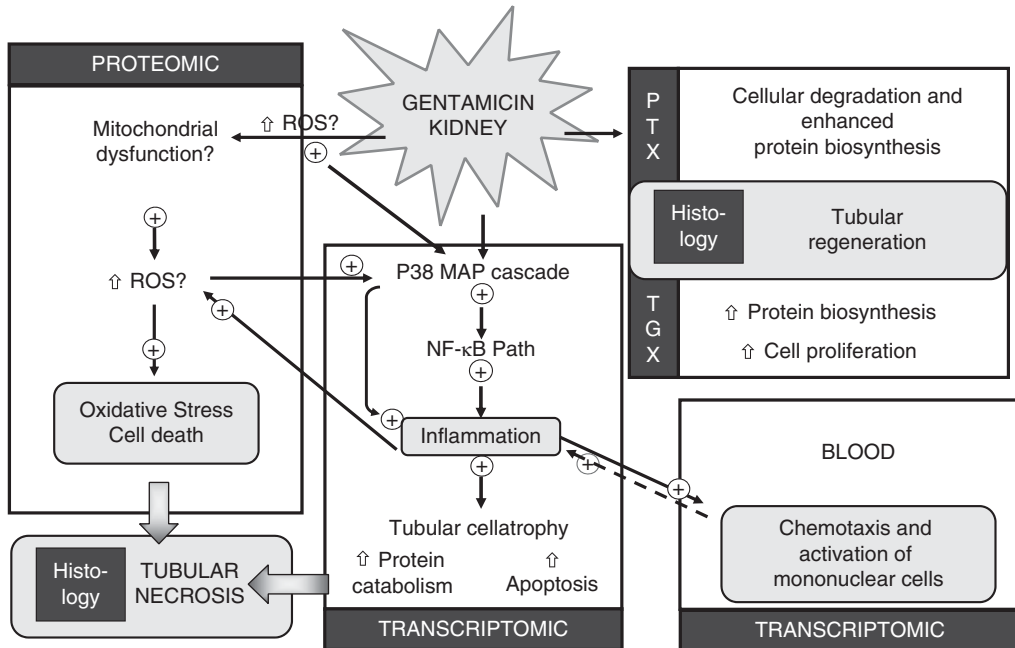 PROTEOMIC
Mitochondrial
dysfunction?
⇧ ROS?
+
+
⇧ ROS?
+
+
+
Oxidative Stress
Cell death
Histo-
logy
TUBULAR
NECROSIS
GENTAMICIN
KIDNEY
P38 MAP cascade
+
NF-κB Path
+
+
Inflammation
+
+
+
Tubular cellatrophy
⇧ Protein
catabolism
⇧
Apoptosis
TRANSCRIPTOMIC
P
T
X
Cellular degradation and
enhanced
protein biosynthesis
Histo-
logy
Tubular
regeneration
T
G
X
⇧ Protein biosynthesis
⇧ Cell proliferation
BLOOD
Chemotaxis and
activation of
mononuclear cells
TRANSCRIPTOMIC